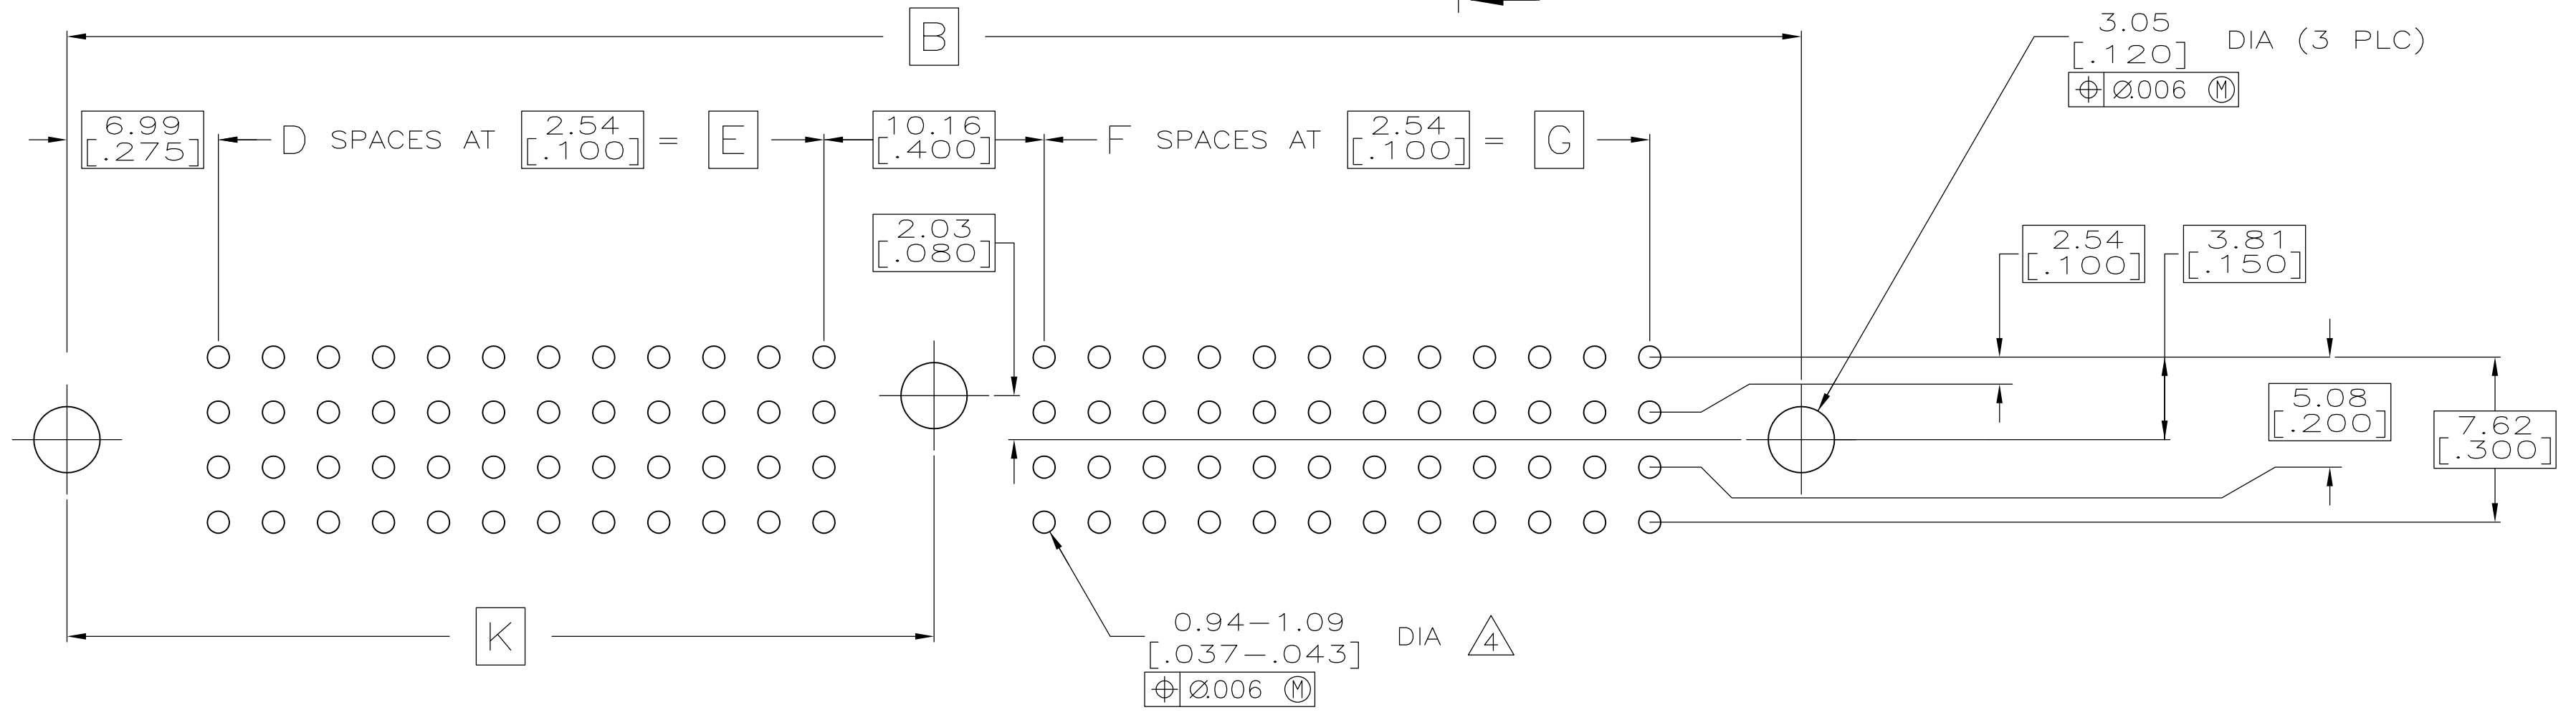 B
3.05
[.120]
DIA (3 PLC)
⌖ Ø.006 Ⓜ
6.99
[.275]
D SPACES AT
2.54
[.100]
=
E
10.16
[.400]
F SPACES AT
2.54
[.100]
=
G
2.03
[.080]
2.54
[.100]
3.81
[.150]
5.08
[.200]
7.62
[.300]
K
0.94-1.09
[.037-.043]
DIA
4
⌖ Ø.006 Ⓜ